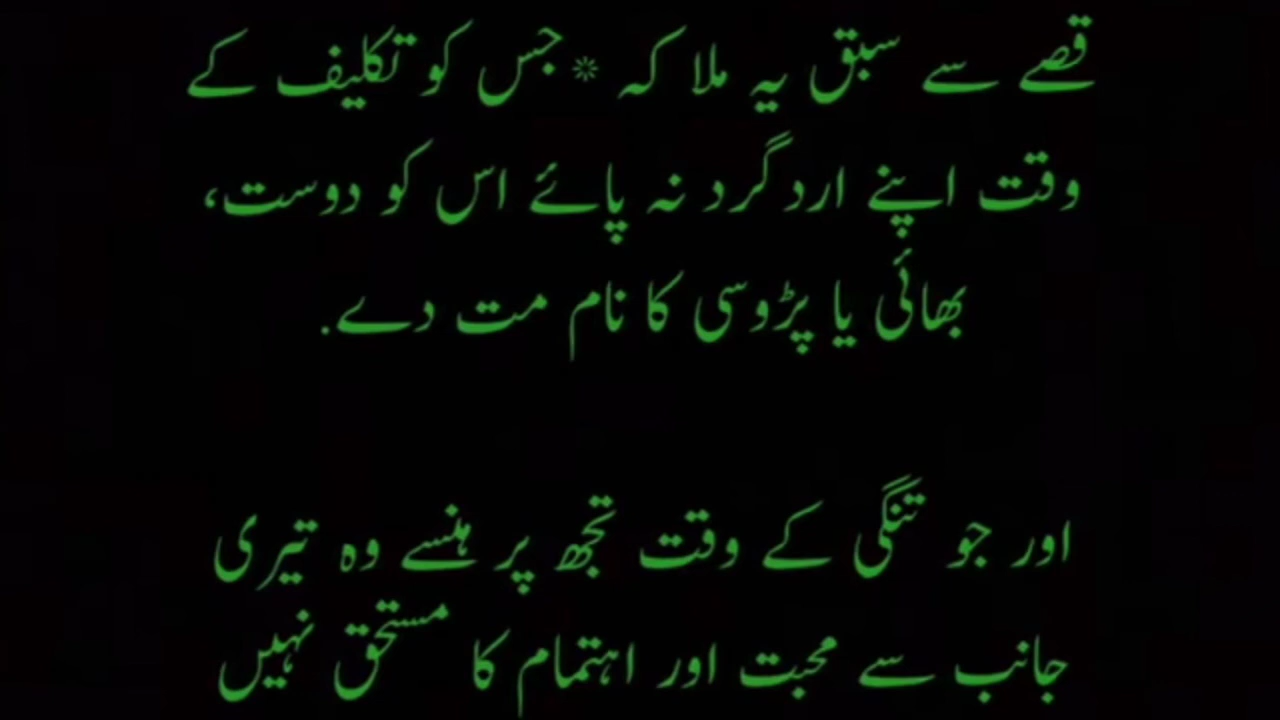 قصے سے سبق یہ ملا کہ * جس کو تکلیف کے
وقت اپنے ارد گرد نہ پائے اس کو دوست،
بھائی یا پڑوسی کا نام مت دے.
اور جو تنگی کے وقت تجھ پر ہنسے وہ تیری
جانب سے محبت اور اہتمام کا مستحق نہیں